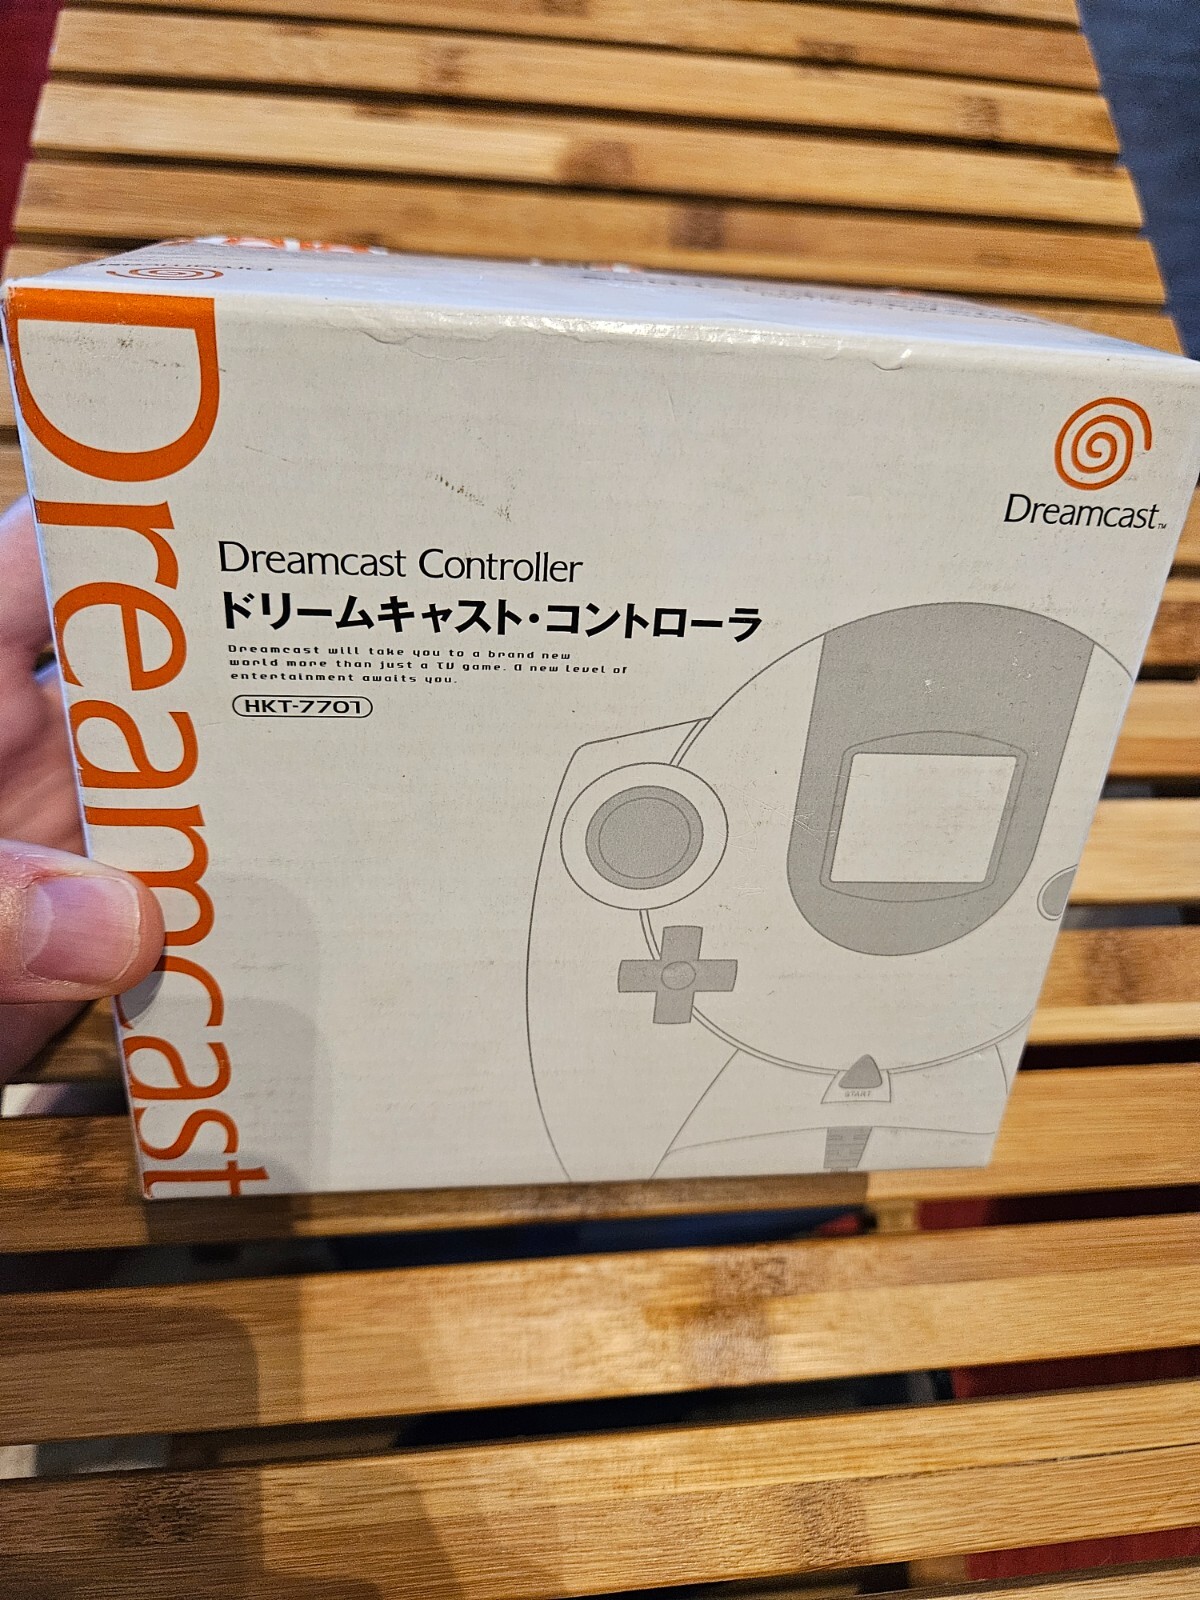 Dreamcast
Dreamcast™
Dreamcast Controller
ドリームキャスト・コントローラ
Dreamcast will take you to a brand new
world more than just a TV game. A new level of
entertainment awaits you.
HKT-7701
START